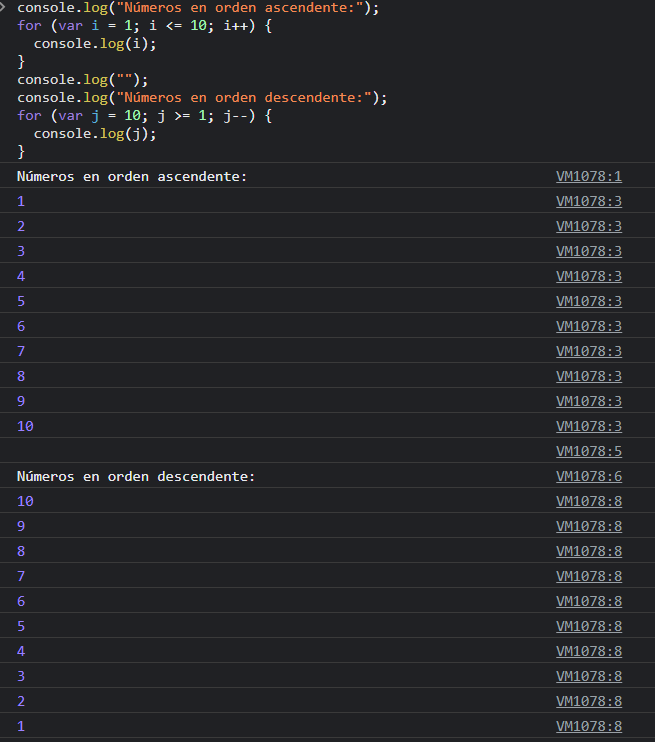 console.log("Números en orden ascendente:");
for (var i = 1; i <= 10; i++) {
  console.log(i);
}
console.log("");
console.log("Números en orden descendente:");
for (var j = 10; j >= 1; j--) {
  console.log(j);
}
Números en orden ascendente: VM1078:1
1 VM1078:3
2 VM1078:3
3 VM1078:3
4 VM1078:3
5 VM1078:3
6 VM1078:3
7 VM1078:3
8 VM1078:3
9 VM1078:3
10 VM1078:3
VM1078:5
Números en orden descendente: VM1078:6
10 VM1078:8
9 VM1078:8
8 VM1078:8
7 VM1078:8
6 VM1078:8
5 VM1078:8
4 VM1078:8
3 VM1078:8
2 VM1078:8
1 VM1078:8